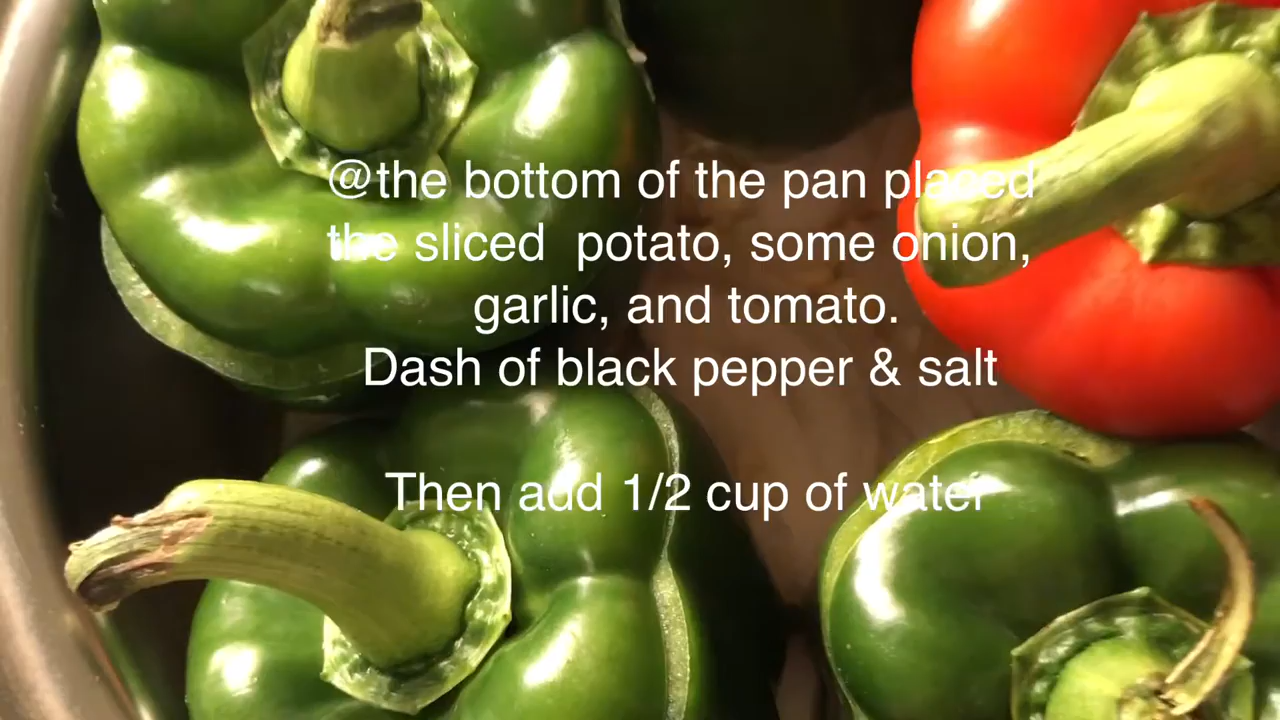 @the bottom of the pan placed
the sliced  potato, some onion,
garlic, and tomato.
Dash of black pepper & salt
Then add 1/2 cup of water